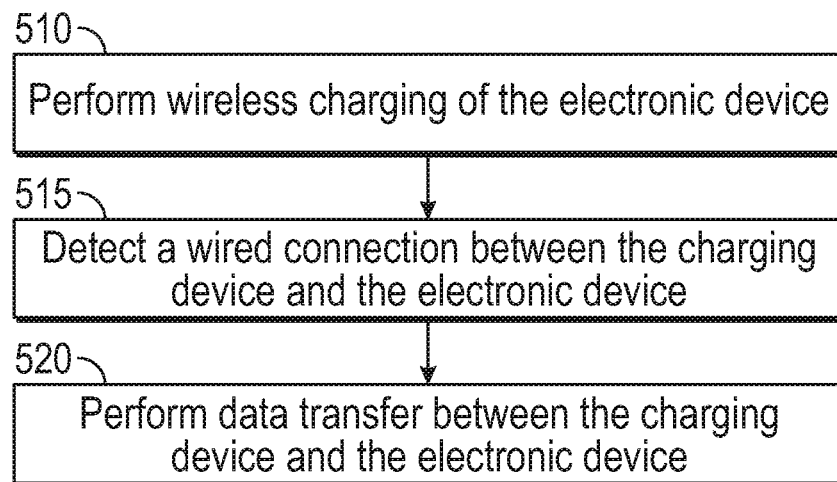 510
Perform wireless charging of the electronic device
515
Detect a wired connection between the charging
device and the electronic device
520
Perform data transfer between the charging
device and the electronic device